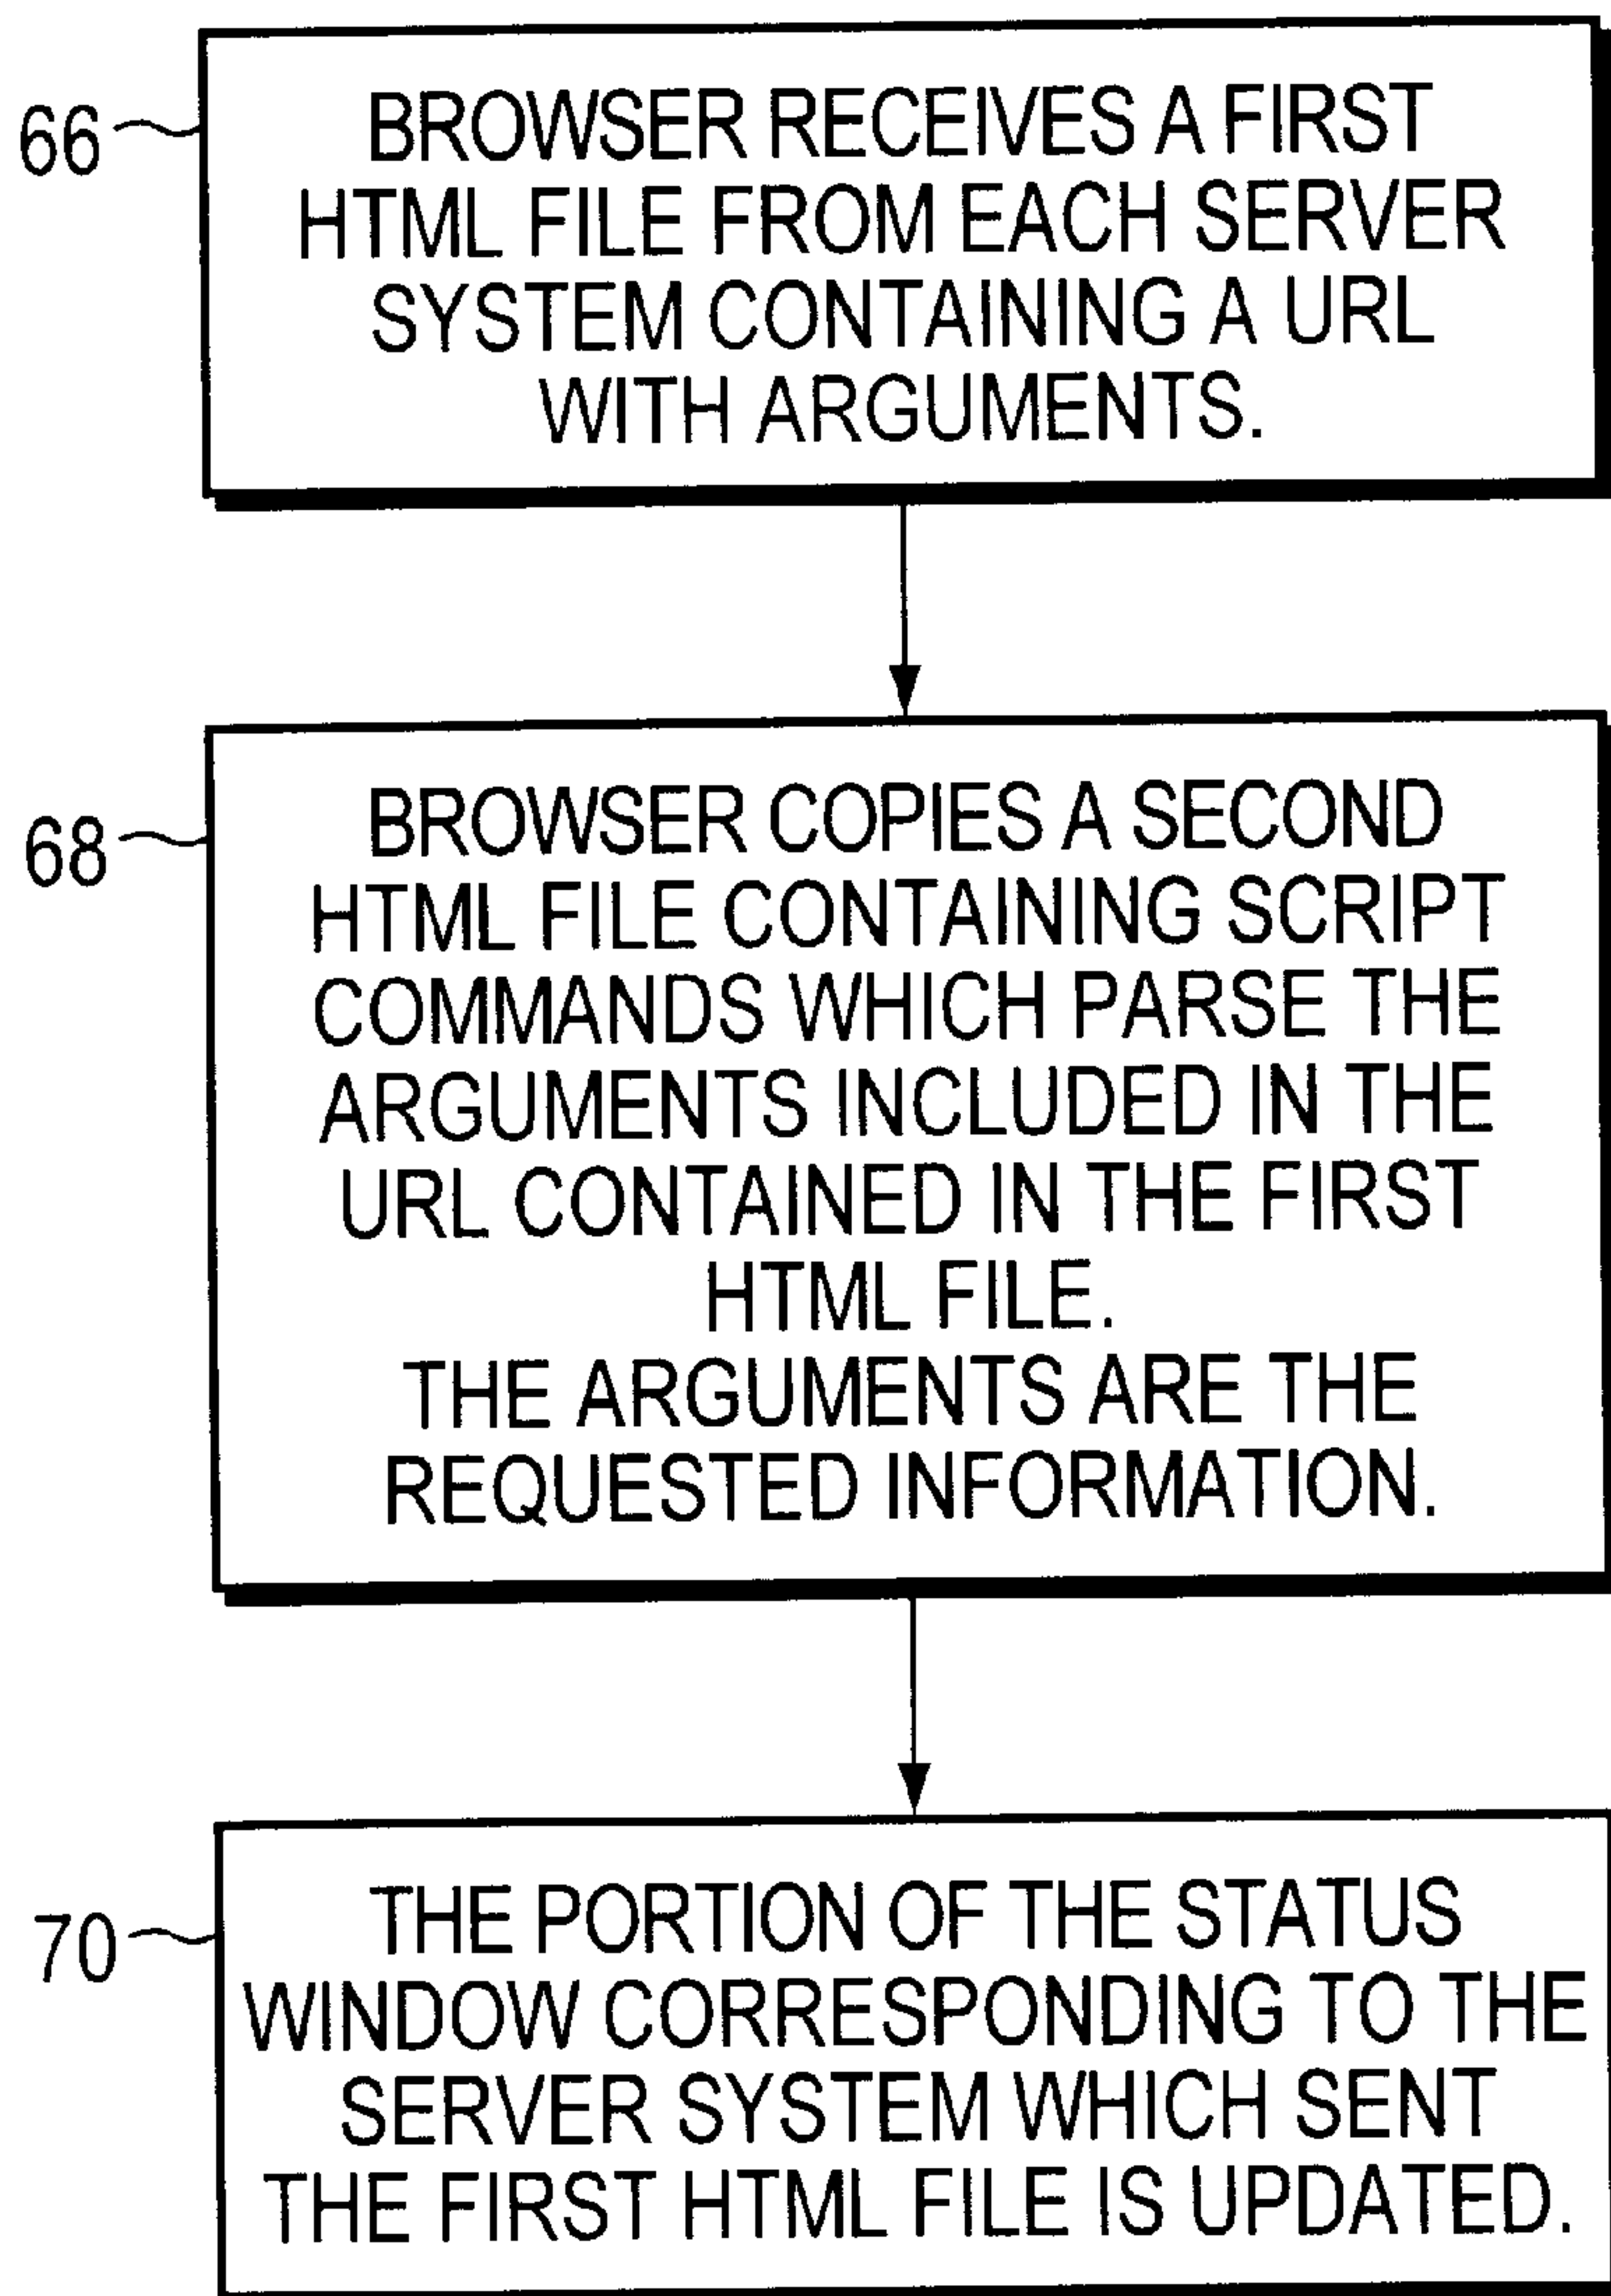 66
BROWSER RECEIVES A FIRST
HTML FILE FROM EACH SERVER
SYSTEM CONTAINING A URL
WITH ARGUMENTS.
68
BROWSER COPIES A SECOND
HTML FILE CONTAINING SCRIPT
COMMANDS WHICH PARSE THE
ARGUMENTS INCLUDED IN THE
URL CONTAINED IN THE FIRST
HTML FILE.
THE ARGUMENTS ARE THE
REQUESTED INFORMATION.
70
THE PORTION OF THE STATUS
WINDOW CORRESPONDING TO THE
SERVER SYSTEM WHICH SENT
THE FIRST HTML FILE IS UPDATED.